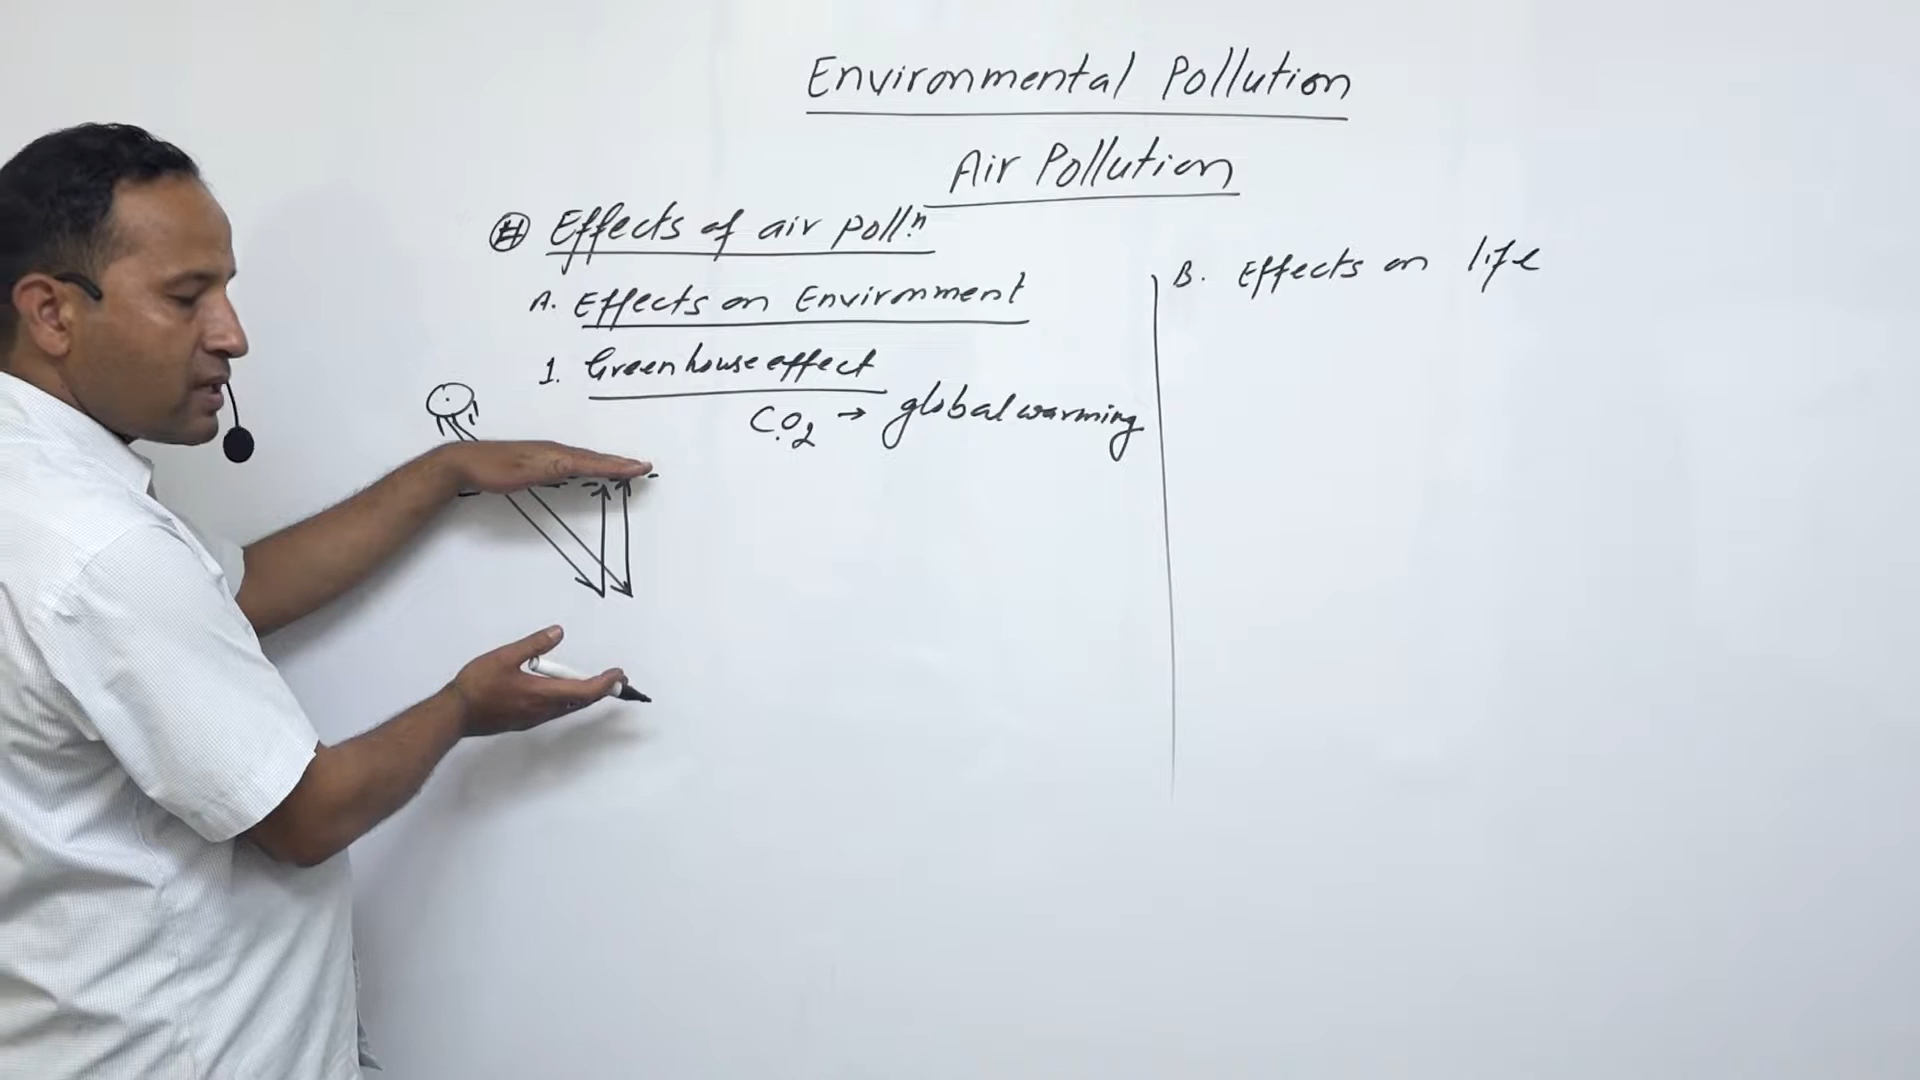 Environmental Pollution
Air Pollution
# Effects of air pollⁿ
A. Effects on Environment
1. Greenhouse effect
CO₂ → global warming
B. Effects on life